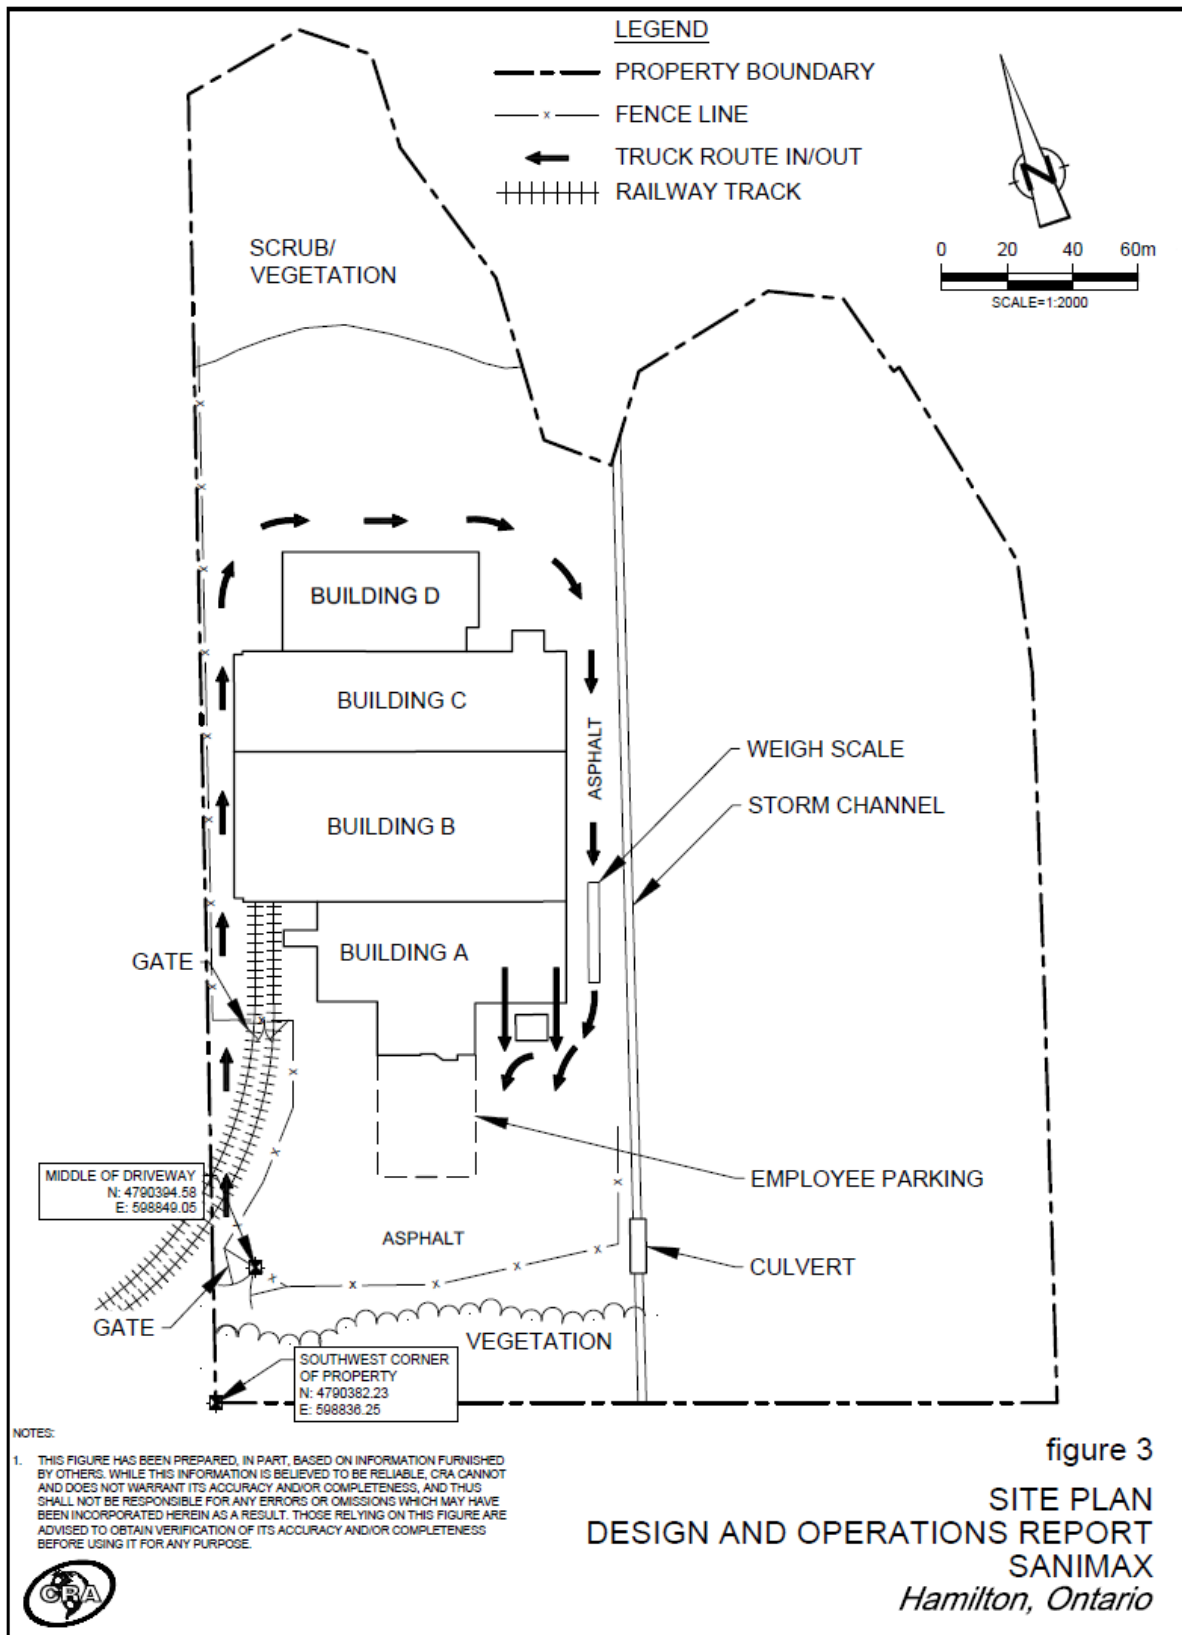 LEGEND
PROPERTY BOUNDARY
x FENCE LINE
TRUCK ROUTE IN/OUT
RAILWAY TRACK
N
0 20 40 60m
SCALE=1:2000
SCRUB/
VEGETATION
BUILDING D
BUILDING C
ASPHALT
WEIGH SCALE
STORM CHANNEL
BUILDING B
BUILDING A
GATE
MIDDLE OF DRIVEWAY
N: 4790394.58
E: 598849.05
EMPLOYEE PARKING
ASPHALT
CULVERT
GATE
VEGETATION
SOUTHWEST CORNER
OF PROPERTY
N: 4790382.23
E: 598836.25
NOTES:
1. THIS FIGURE HAS BEEN PREPARED, IN PART, BASED ON INFORMATION FURNISHED
BY OTHERS. WHILE THIS INFORMATION IS BELIEVED TO BE RELIABLE, CRA CANNOT
AND DOES NOT WARRANT ITS ACCURACY AND/OR COMPLETENESS, AND THUS
SHALL NOT BE RESPONSIBLE FOR ANY ERRORS OR OMISSIONS WHICH MAY HAVE
BEEN INCORPORATED HEREIN AS A RESULT. THOSE RELYING ON THIS FIGURE ARE
ADVISED TO OBTAIN VERIFICATION OF ITS ACCURACY AND/OR COMPLETENESS
BEFORE USING IT FOR ANY PURPOSE.
CRA
figure 3
SITE PLAN
DESIGN AND OPERATIONS REPORT
SANIMAX
Hamilton, Ontario